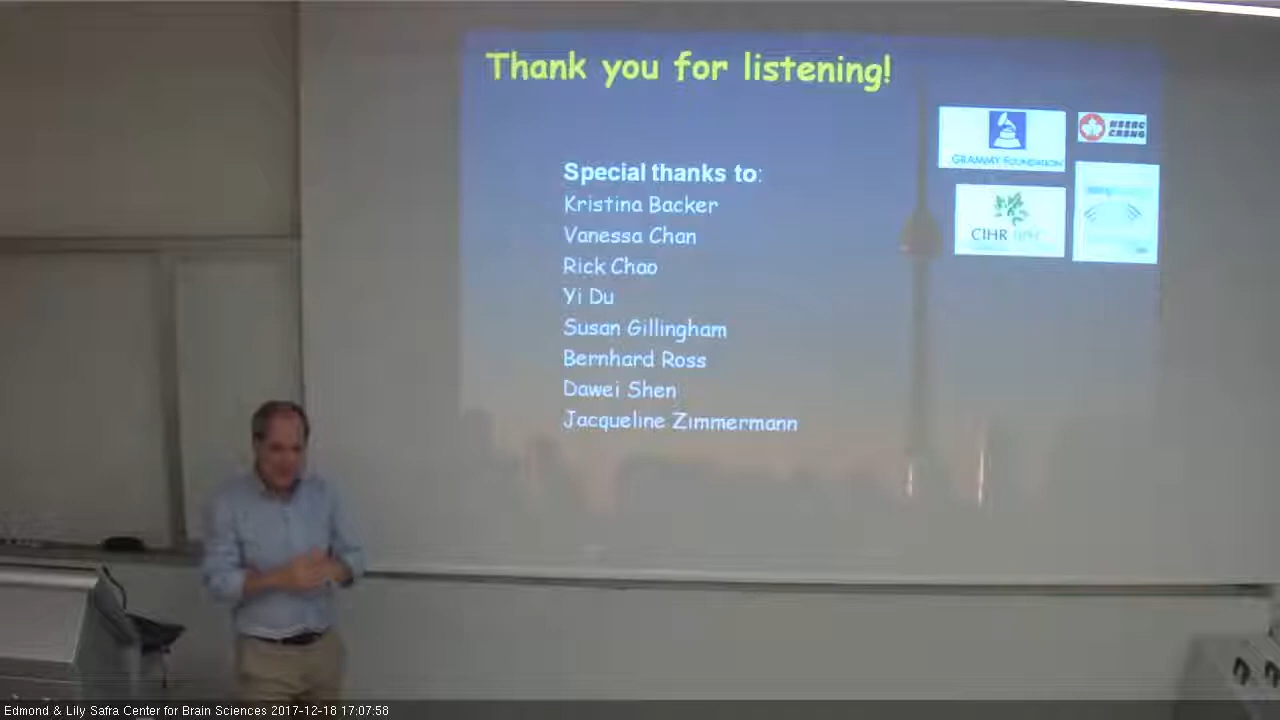 Thank you for listening!
GRAMMY FOUNDATION
NSERC
CRSNG
Special thanks to:
Kristina Backer
Vanessa Chan
Rick Chao
Yi Du
Susan Gillingham
Bernhard Ross
Dawei Shen
Jacqueline Zimmermann
CIHR
Edmond & Lily Safra Center for Brain Sciences 2017-12-18 17:07:58